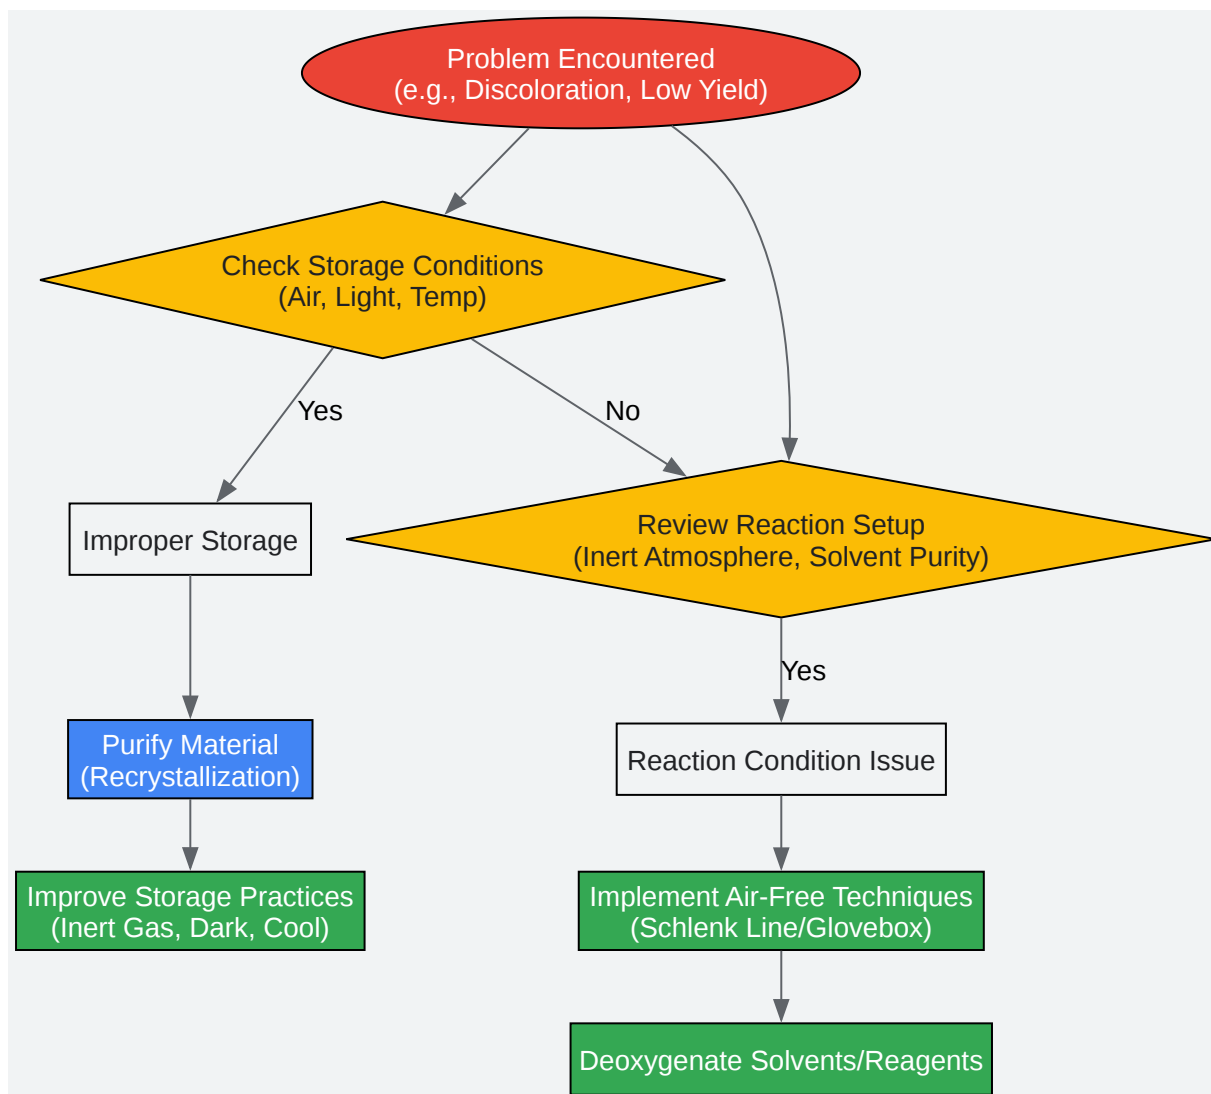 Problem Encountered
(e.g., Discoloration, Low Yield)
Check Storage Conditions
(Air, Light, Temp)
Yes
No
Improper Storage
Review Reaction Setup
(Inert Atmosphere, Solvent Purity)
Yes
Purify Material
(Recrystallization)
Reaction Condition Issue
Improve Storage Practices
(Inert Gas, Dark, Cool)
Implement Air-Free Techniques
(Schlenk Line/Glovebox)
Deoxygenate Solvents/Reagents